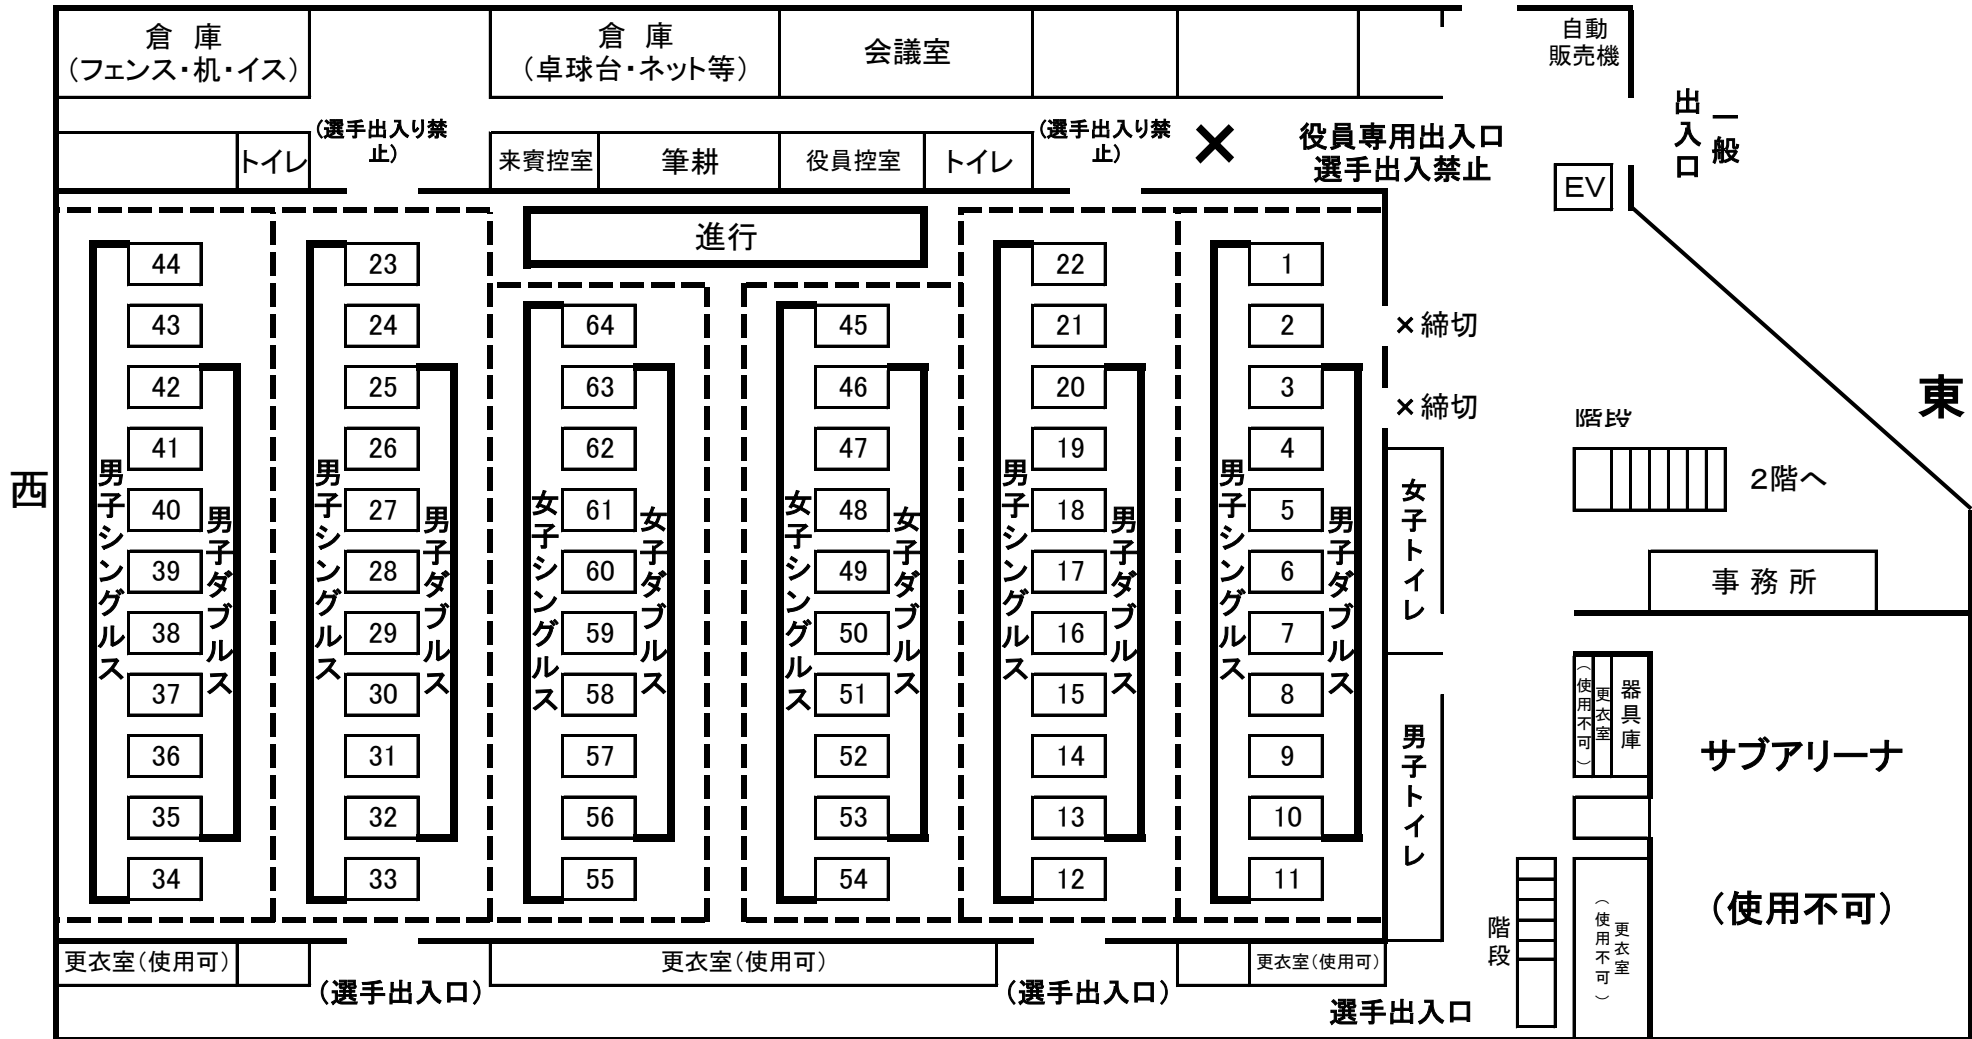 倉 庫
（フェンス・机・イス）
倉 庫
（卓球台・ネット等）
会議室
自動
販売機
一般
出入口
トイレ
（選手出入り禁
止）
来賓控室
筆耕
役員控室
トイレ
（選手出入り禁
止）
×
役員専用出入口
選手出入禁止
EV
進行
44
23
22
1
43
24
64
45
21
2
×締切
42
25
63
46
20
3
×締切
東
階段
41
26
62
47
19
4
西
40
27
61
48
18
5
2階へ
39
28
60
49
17
6
事 務 所
38
29
59
50
16
7
37
30
58
51
15
8
36
31
57
52
14
9
35
32
56
53
13
10
34
33
55
54
12
11
男子シングルス
男子ダブルス
男子シングルス
男子ダブルス
女子シングルス
女子ダブルス
女子シングルス
女子ダブルス
男子シングルス
男子ダブルス
男子シングルス
男子ダブルス
女子トイレ
男子トイレ
更衣室
（使用不可）
器具庫
サブアリーナ
（使用不可）
階段
更衣室
（使用不可）
更衣室（使用可）
（選手出入口）
更衣室（使用可）
（選手出入口）
更衣室（使用可）
選手出入口